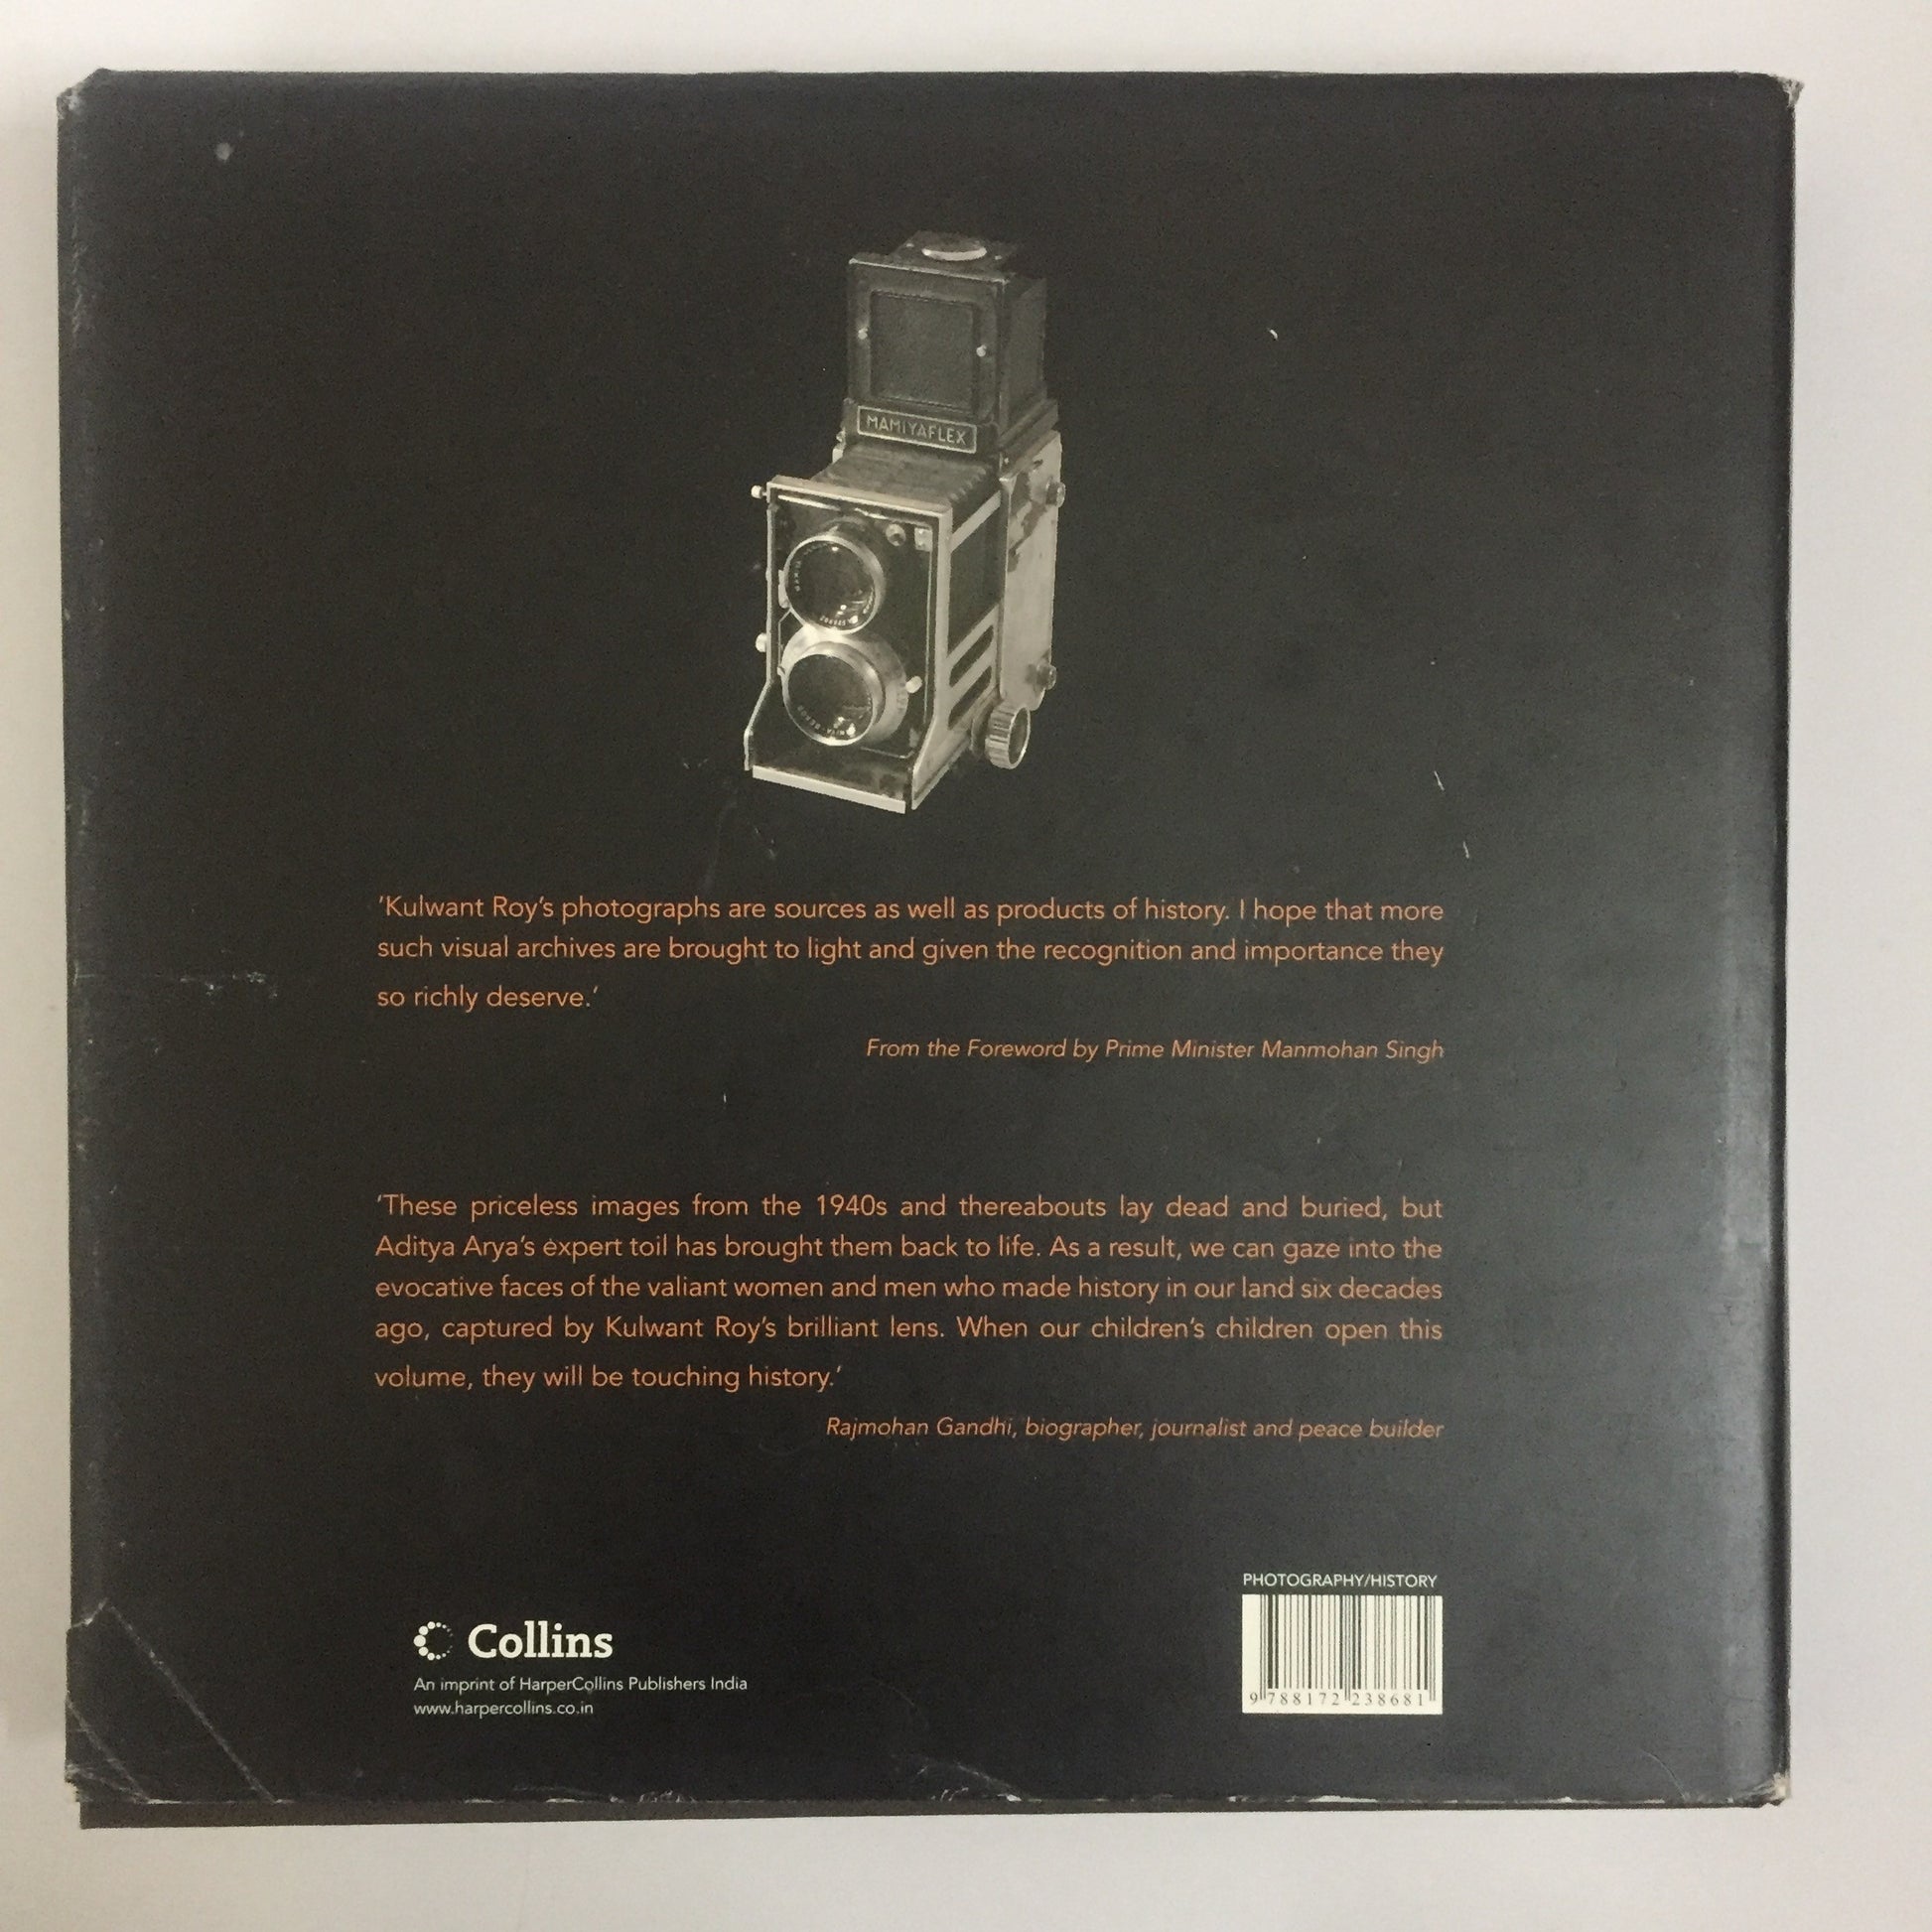 MAMIYAFLEX
‘Kulwant Roy’s photographs are sources as well as products of history. I hope that more
such visual archives are brought to light and given the recognition and importance they
so richly deserve.’
From the Foreword by Prime Minister Manmohan Singh
‘These priceless images from the 1940s and thereabouts lay dead and buried, but
Aditya Arya’s expert toil has brought them back to life. As a result, we can gaze into the
evocative faces of the valiant women and men who made history in our land six decades
ago, captured by Kulwant Roy’s brilliant lens. When our children’s children open this
volume, they will be touching history.’
Rajmohan Gandhi, biographer, journalist and peace builder
PHOTOGRAPHY/HISTORY
Collins
An imprint of HarperCollins Publishers India
www.harpercollins.co.in
9 788172 238681